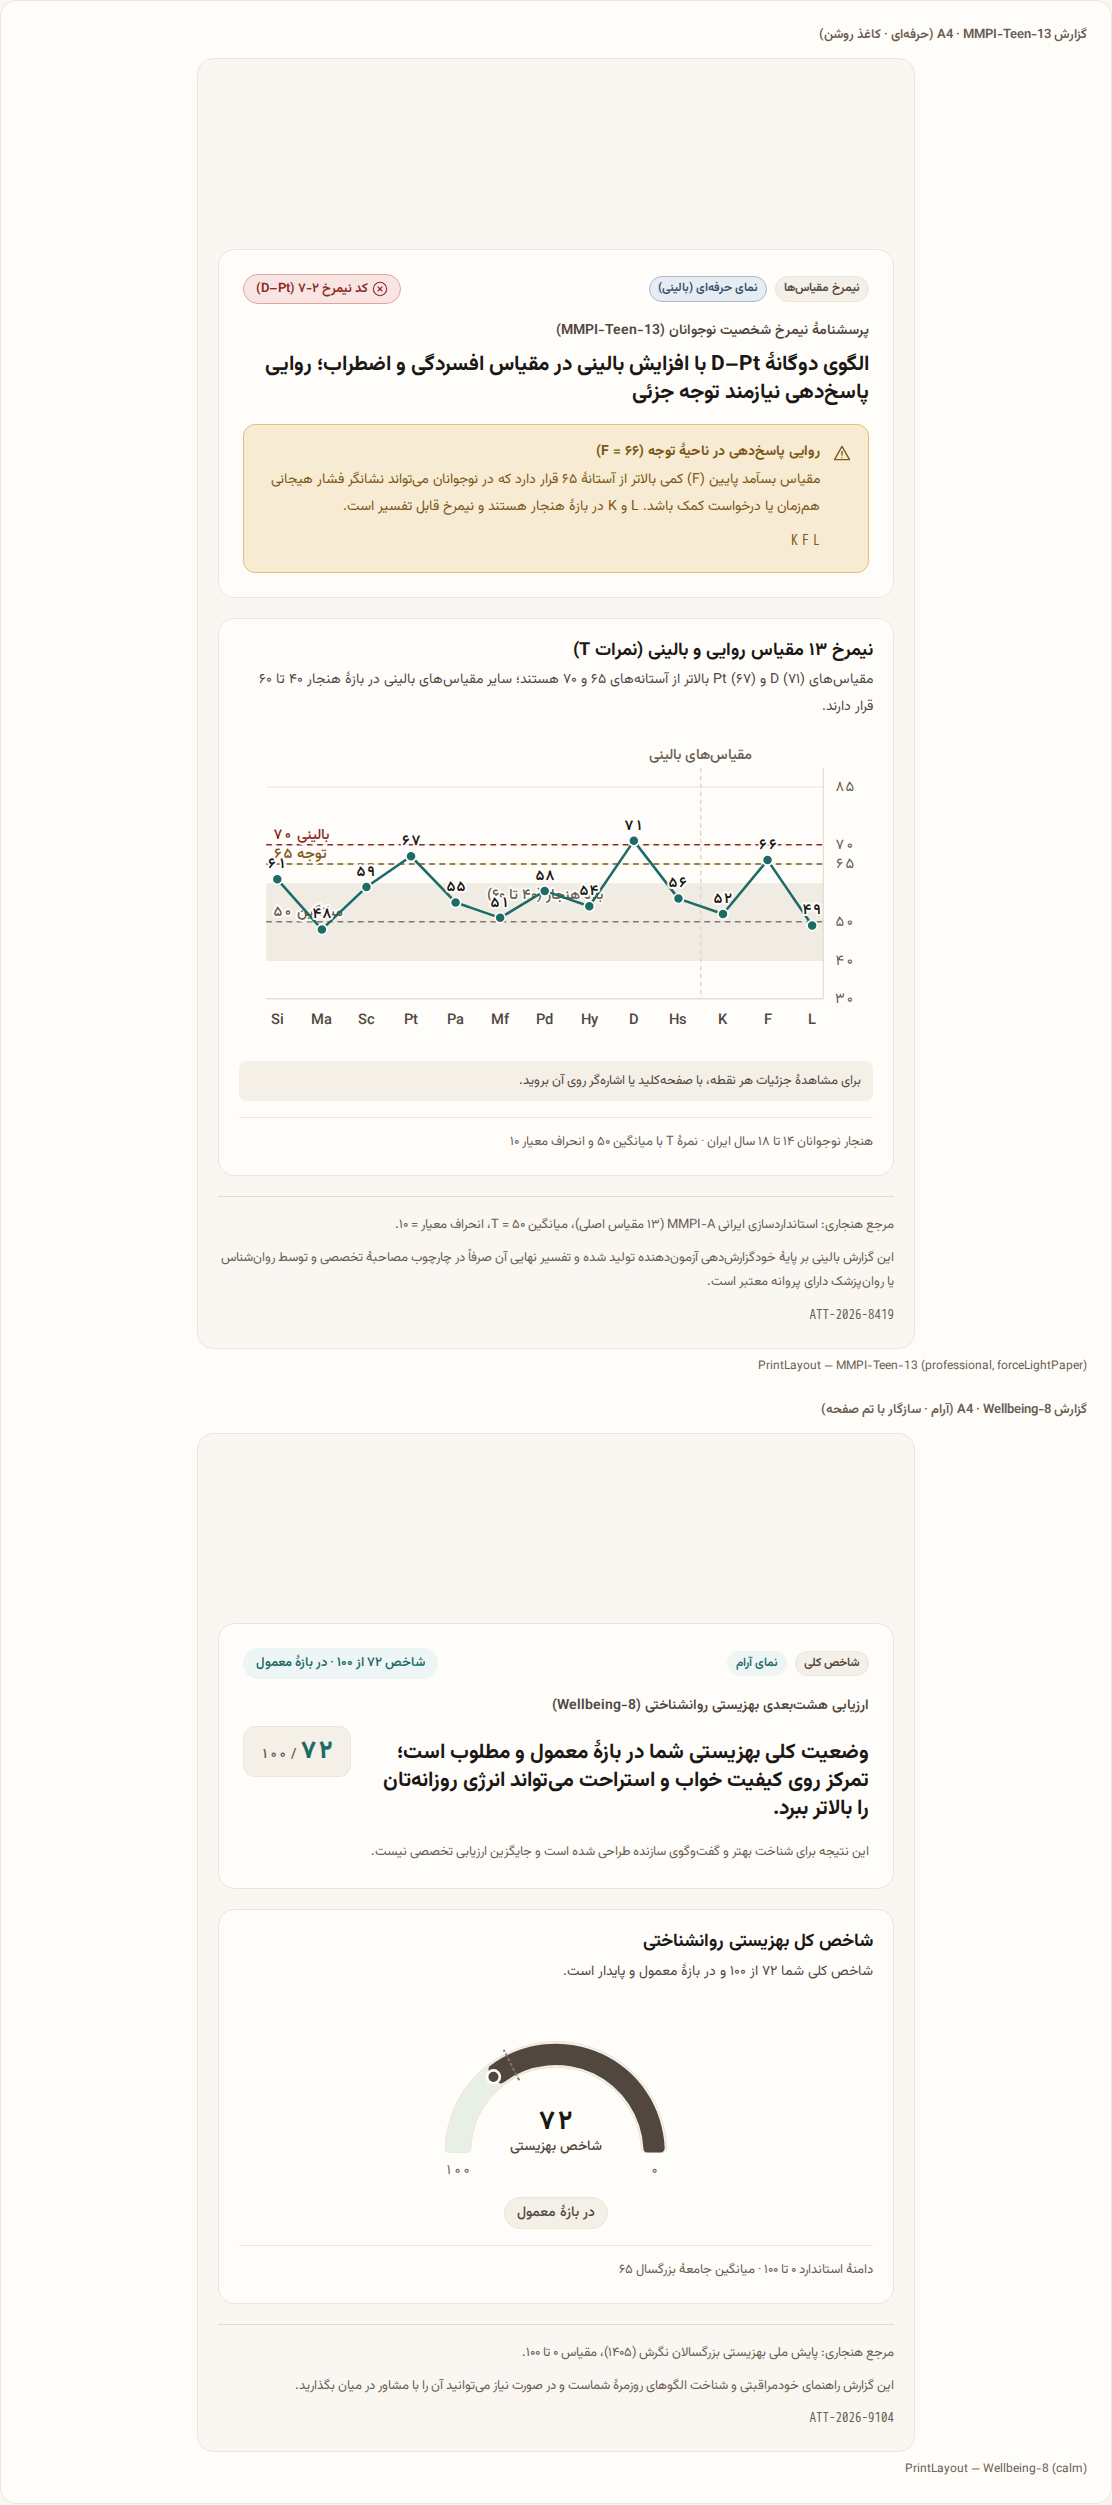 گزارش A4 · MMPI-Teen-13 (حرفه‌ای · کاغذ روشن)
نیمرخ مقیاس‌ها
نمای حرفه‌ای (بالینی)
کد نیمرخ ۲-۷ (D–Pt)
پرسشنامهٔ نیمرخ شخصیت نوجوانان (MMPI-Teen-13)
الگوی دوگانهٔ D–Pt با افزایش بالینی در مقیاس افسردگی و اضطراب؛ روایی
پاسخ‌دهی نیازمند توجه جزئی
روایی پاسخ‌دهی در ناحیهٔ توجه (F = ۶۶)
مقیاس بسآمد پایین (F) کمی بالاتر از آستانهٔ ۶۵ قرار دارد که در نوجوانان می‌تواند نشانگر فشار هیجانی
هم‌زمان یا درخواست کمک باشد. L و K در بازهٔ هنجار هستند و نیمرخ قابل تفسیر است.
K F L
نیمرخ ۱۳ مقیاس روایی و بالینی (نمرات T)
مقیاس‌های D (۷۱) و Pt (۶۷) بالاتر از آستانه‌های ۶۵ و ۷۰ هستند؛ سایر مقیاس‌های بالینی در بازهٔ هنجار ۴۰ تا ۶۰
قرار دارند.
مقیاس‌های بالینی
۸۵
۷۰
۶۵
۵۰
۴۰
۳۰
بالینی ۷۰
توجه ۶۵
میانگین ۵۰
بازهٔ هنجار (۴۰ تا ۶۰)
۴۹
۶۶
۵۲
۵۶
۷۱
۵۴
۵۸
۵۱
۵۵
۶۷
۵۹
۴۸
۶۱
Si Ma Sc Pt Pa Mf Pd Hy D Hs K F L
برای مشاهدهٔ جزئیات هر نقطه، با صفحه‌کلید یا اشاره‌گر روی آن بروید.
هنجار نوجوانان ۱۴ تا ۱۸ سال ایران · نمرهٔ T با میانگین ۵۰ و انحراف معیار ۱۰
مرجع هنجاری: استانداردسازی ایرانی MMPI-A (۱۳ مقیاس اصلی)، میانگین T = ۵۰، انحراف معیار = ۱۰.
این گزارش بالینی بر پایهٔ خودگزارش‌دهی آزمون‌دهنده تولید شده و تفسیر نهایی آن صرفاً در چارچوب مصاحبهٔ تخصصی و توسط روان‌شناس
یا روان‌پزشک دارای پروانه معتبر است.
ATT-2026-8419
PrintLayout — MMPI-Teen-13 (professional, forceLightPaper)
گزارش A4 · Wellbeing-8 (آرام · سازگار با تم صفحه)
شاخص کلی
نمای آرام
شاخص ۷۲ از ۱۰۰ · در بازهٔ معمول
ارزیابی هشت‌بعدی بهزیستی روانشناختی (Wellbeing-8)
وضعیت کلی بهزیستی شما در بازهٔ معمول و مطلوب است؛
تمرکز روی کیفیت خواب و استراحت می‌تواند انرژی روزانه‌تان
را بالاتر ببرد.
۷۲ / ۱۰۰
این نتیجه برای شناخت بهتر و گفت‌وگوی سازنده طراحی شده است و جایگزین ارزیابی تخصصی نیست.
شاخص کل بهزیستی روانشناختی
شاخص کلی شما ۷۲ از ۱۰۰ و در بازهٔ معمول و پایدار است.
۷۲
شاخص بهزیستی
۰
۱۰۰
در بازهٔ معمول
دامنهٔ استاندارد ۰ تا ۱۰۰ · میانگین جامعهٔ بزرگسال ۶۵
مرجع هنجاری: پایش ملی بهزیستی بزرگسالان نگرش (۱۴۰۵)، مقیاس ۰ تا ۱۰۰.
این گزارش راهنمای خودمراقبتی و شناخت الگوهای روزمرهٔ شماست و در صورت نیاز می‌توانید آن را با مشاور در میان بگذارید.
ATT-2026-9104
PrintLayout — Wellbeing-8 (calm)